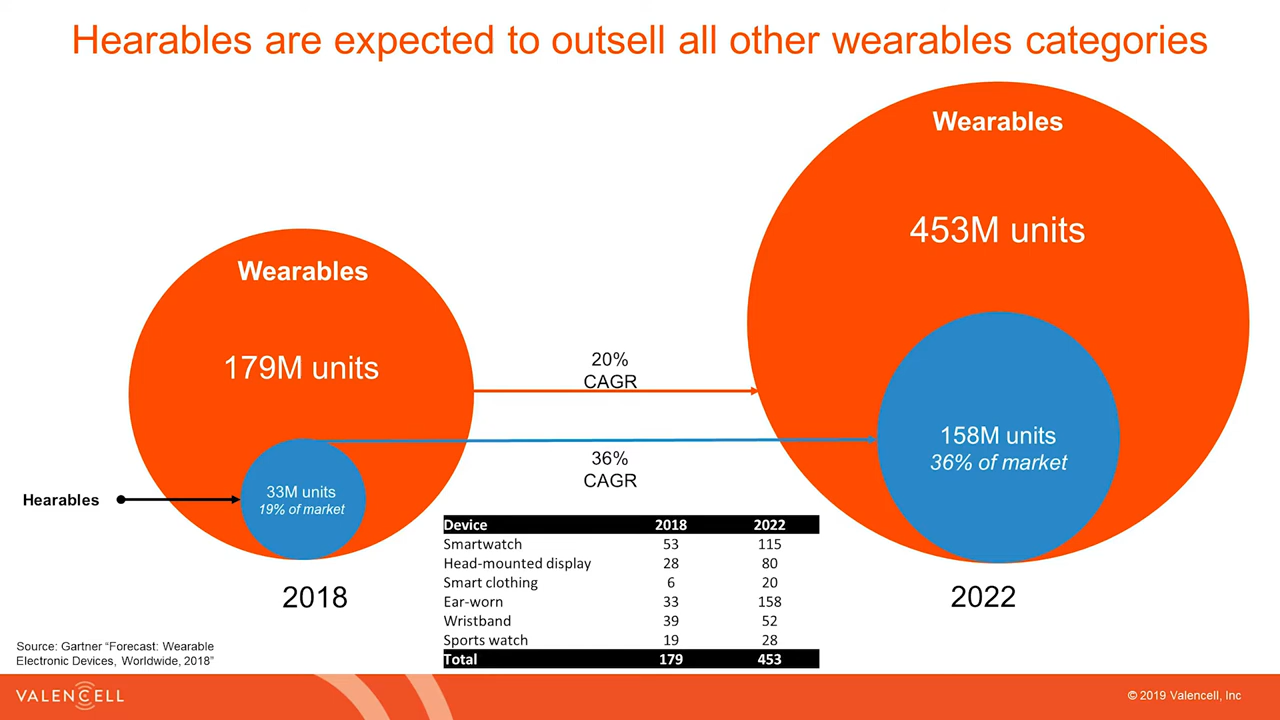 Hearables are expected to outsell all other wearables categories
Wearables
179M units
Hearables
33M units
19% of market
2018
20%
CAGR
36%
CAGR
Wearables
453M units
158M units
36% of market
2022
Device 2018 2022
Smartwatch 53 115
Head-mounted display 28 80
Smart clothing 6 20
Ear-worn 33 158
Wristband 39 52
Sports watch 19 28
Total 179 453
Source: Gartner “Forecast: Wearable
Electronic Devices, Worldwide, 2018”
VALENCELL
© 2019 Valencell, Inc